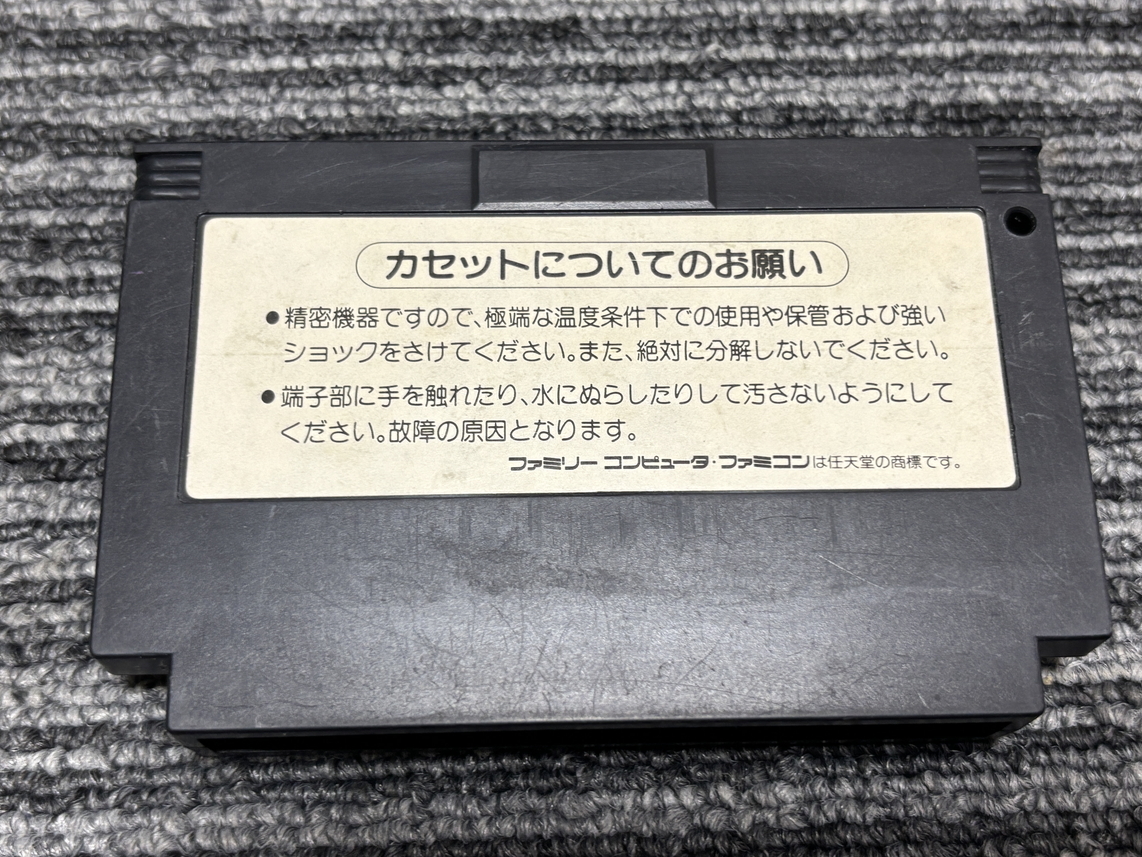 カセットについてのお願い
●精密機器ですので、極端な温度条件下での使用や保管および強い
ショックをさけてください。また、絶対に分解しないでください。
●端子部に手を触れたり、水にぬらしたりして汚さないようにして
ください。故障の原因となります。
ファミリー コンピュータ・ファミコンは任天堂の商標です。